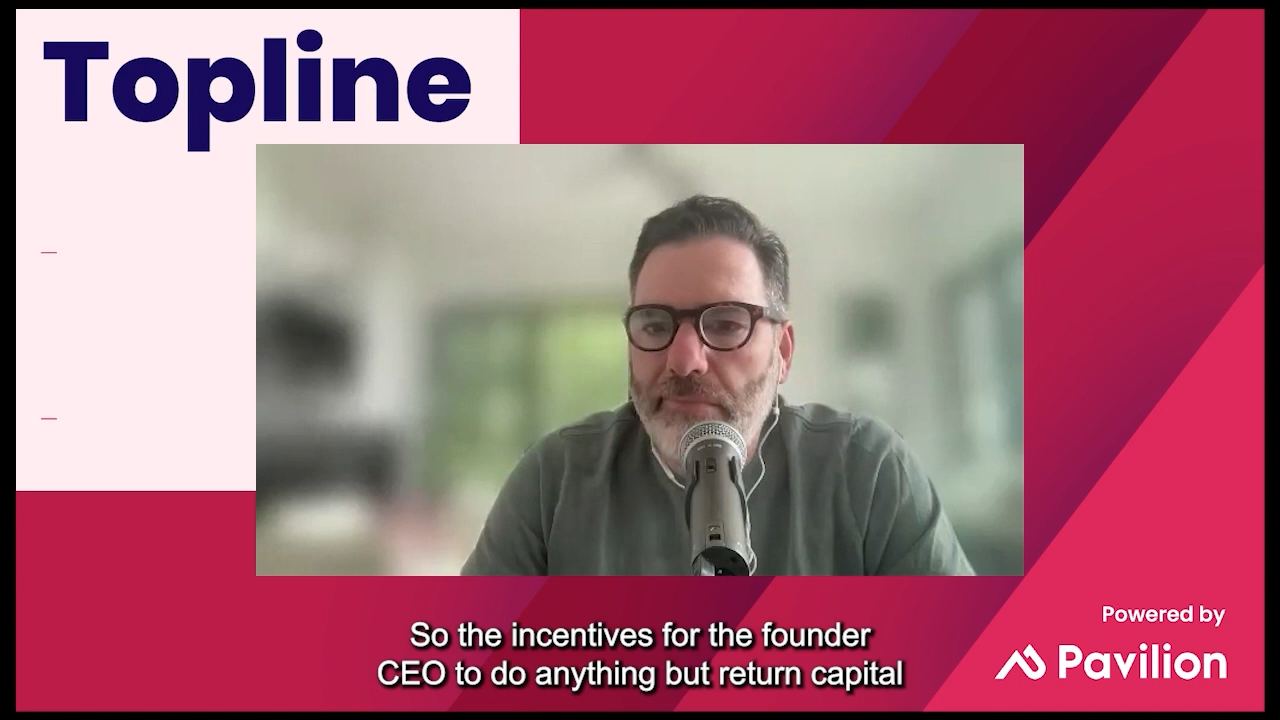 Topline
So the incentives for the founder
CEO to do anything but return capital
Powered by
Pavilion